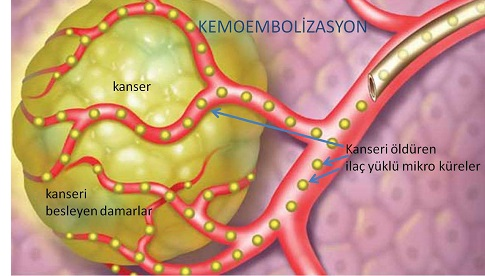 KEMOEMBOLİZASYON
kanser
Kanseri öldüren
ilaç yüklü mikro küreler
kanseri
besleyen damarlar